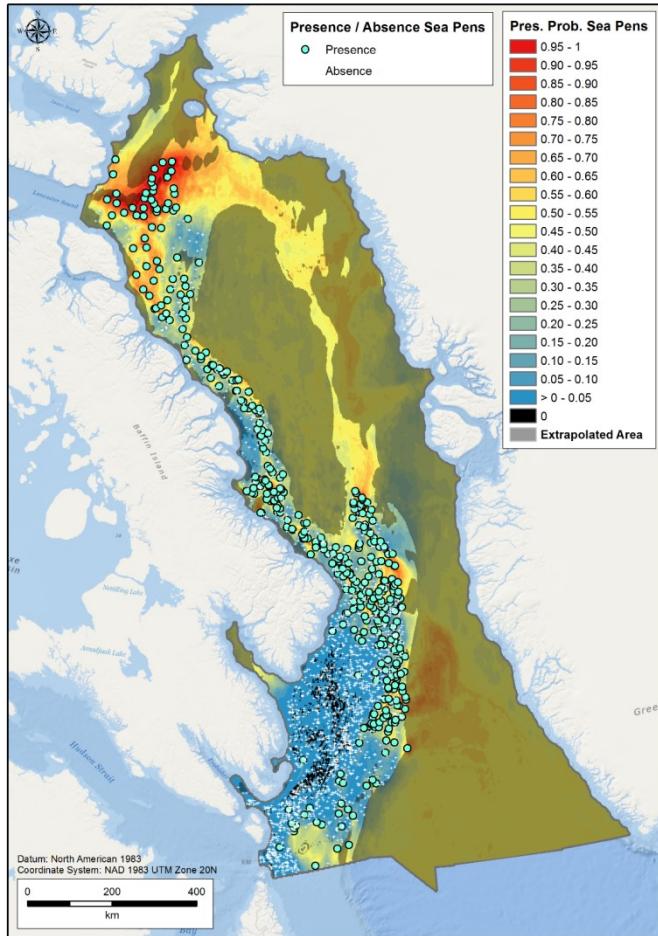 N
W
E
S
Presence / Absence Sea Pens
Presence
Absence
Pres. Prob. Sea Pens
0.95 - 1
0.90 - 0.95
0.85 - 0.90
0.80 - 0.85
0.75 - 0.80
0.70 - 0.75
0.65 - 0.70
0.60 - 0.65
0.55 - 0.60
0.50 - 0.55
0.45 - 0.50
0.40 - 0.45
0.35 - 0.40
0.30 - 0.35
0.25 - 0.30
0.20 - 0.25
0.15 - 0.20
0.10 - 0.15
0.05 - 0.10
> 0 - 0.05
0
Extrapolated Area
Lancaster Sound
Baffin Island
Nettilling Lake
Amadjuak Lake
Hudson Strait
Gree
Datum: North American 1983
Coordinate System: NAD 1983 UTM Zone 20N
0 200 400
km
Bay